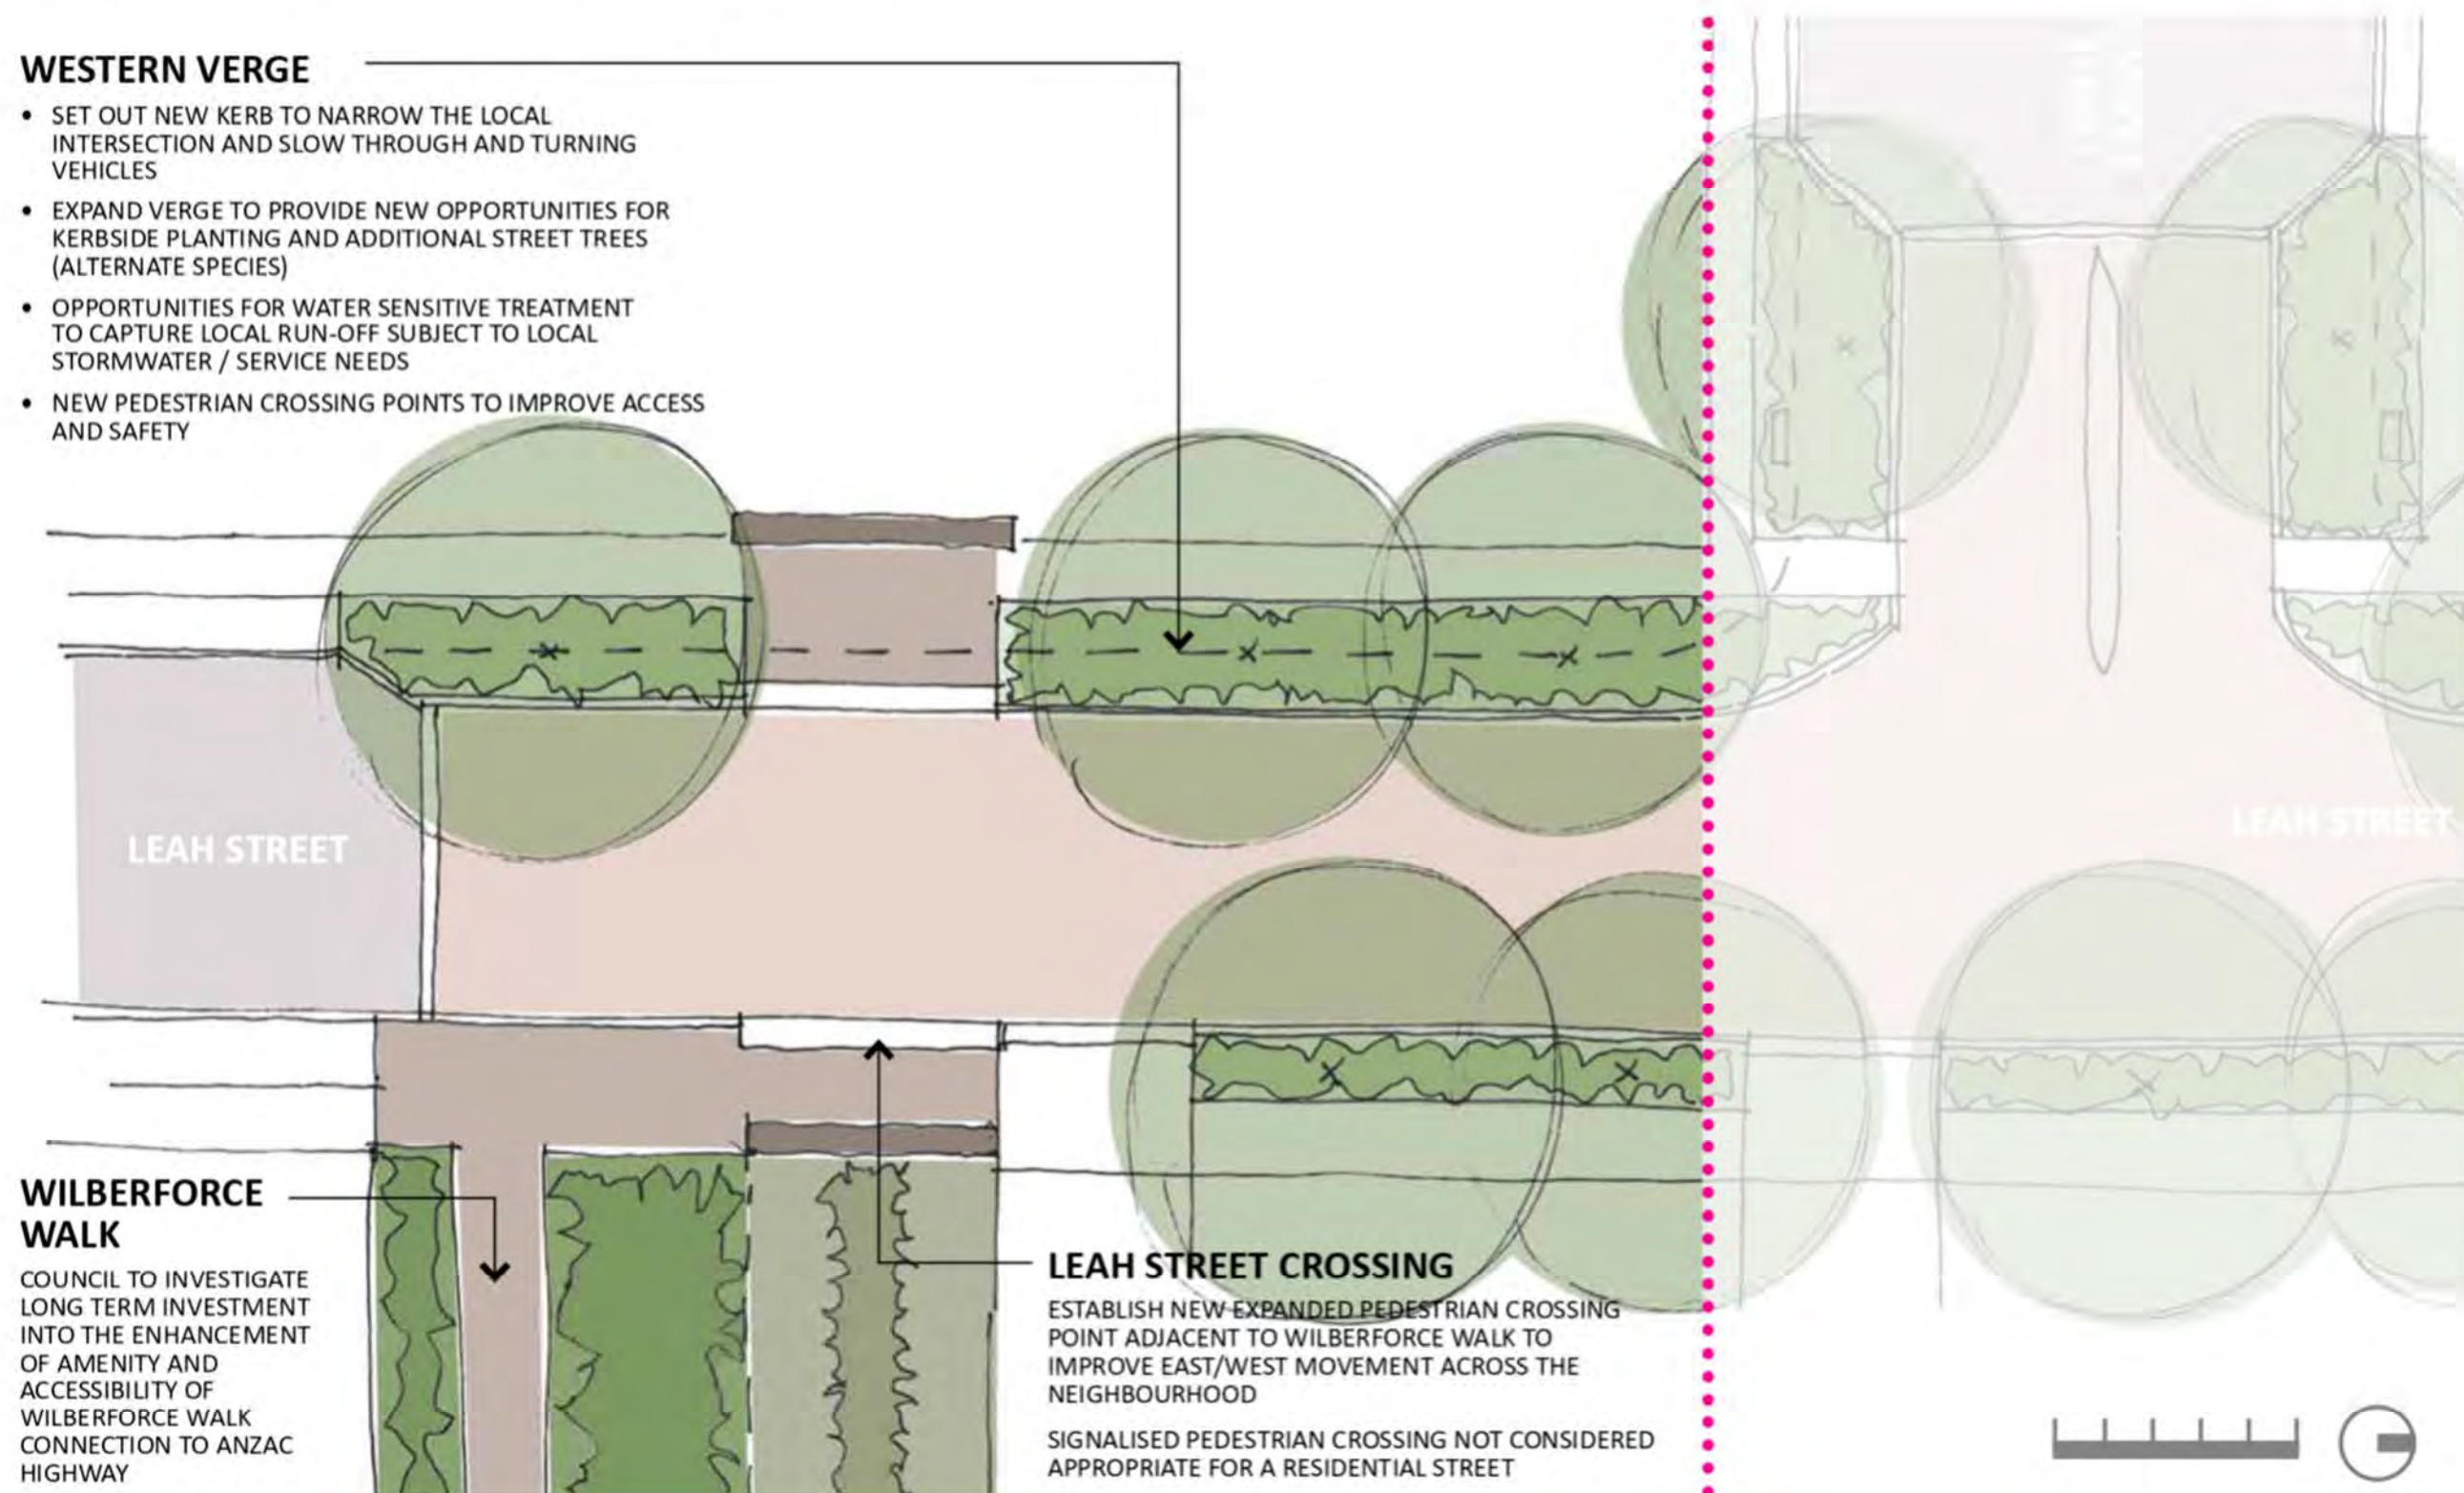 WESTERN VERGE
• SET OUT NEW KERB TO NARROW THE LOCAL
INTERSECTION AND SLOW THROUGH AND TURNING
VEHICLES
• EXPAND VERGE TO PROVIDE NEW OPPORTUNITIES FOR
KERBSIDE PLANTING AND ADDITIONAL STREET TREES
(ALTERNATE SPECIES)
• OPPORTUNITIES FOR WATER SENSITIVE TREATMENT
TO CAPTURE LOCAL RUN-OFF SUBJECT TO LOCAL
STORMWATER / SERVICE NEEDS
• NEW PEDESTRIAN CROSSING POINTS TO IMPROVE ACCESS
AND SAFETY
LEAH STREET
LEAH STREET
WILBERFORCE
WALK
COUNCIL TO INVESTIGATE
LONG TERM INVESTMENT
INTO THE ENHANCEMENT
OF AMENITY AND
ACCESSIBILITY OF
WILBERFORCE WALK
CONNECTION TO ANZAC
HIGHWAY
LEAH STREET CROSSING
ESTABLISH NEW EXPANDED PEDESTRIAN CROSSING
POINT ADJACENT TO WILBERFORCE WALK TO
IMPROVE EAST/WEST MOVEMENT ACROSS THE
NEIGHBOURHOOD
SIGNALISED PEDESTRIAN CROSSING NOT CONSIDERED
APPROPRIATE FOR A RESIDENTIAL STREET